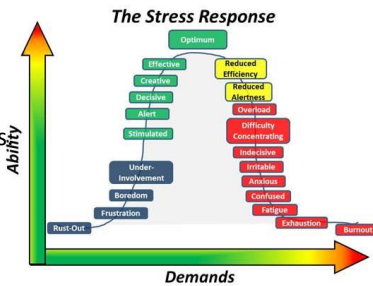 The Stress Response
Optimum
Effective
Creative
Decisive
Alert
Stimulated
Under-
Involvement
Boredom
Frustration
Rust-Out
Reduced
Efficiency
Reduced
Alertness
Overload
Difficulty
Concentrating
Indecisive
Irritable
Anxious
Confused
Fatigue
Exhaustion
Burnout
Ability
Demands